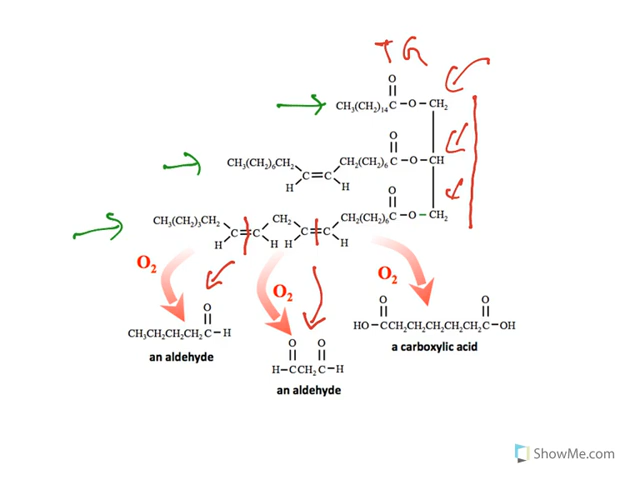 TG
O
CH₃(CH₂)₁₄C–O–CH₂
O
CH₃(CH₂)₆CH₂ CH₂(CH₂)₆C–O–CH
C=C
H H
O
CH₃(CH₂)₃CH₂ CH₂ CH₂(CH₂)₆C–O–CH₂
C=C C=C
H H H H
O₂ O₂ O₂
O
CH₃CH₂CH₂CH₂C–H
an aldehyde
O O
H–CCH₂C–H
an aldehyde
O O
HO–CCH₂CH₂CH₂CH₂CH₂C–OH
a carboxylic acid
ShowMe.com